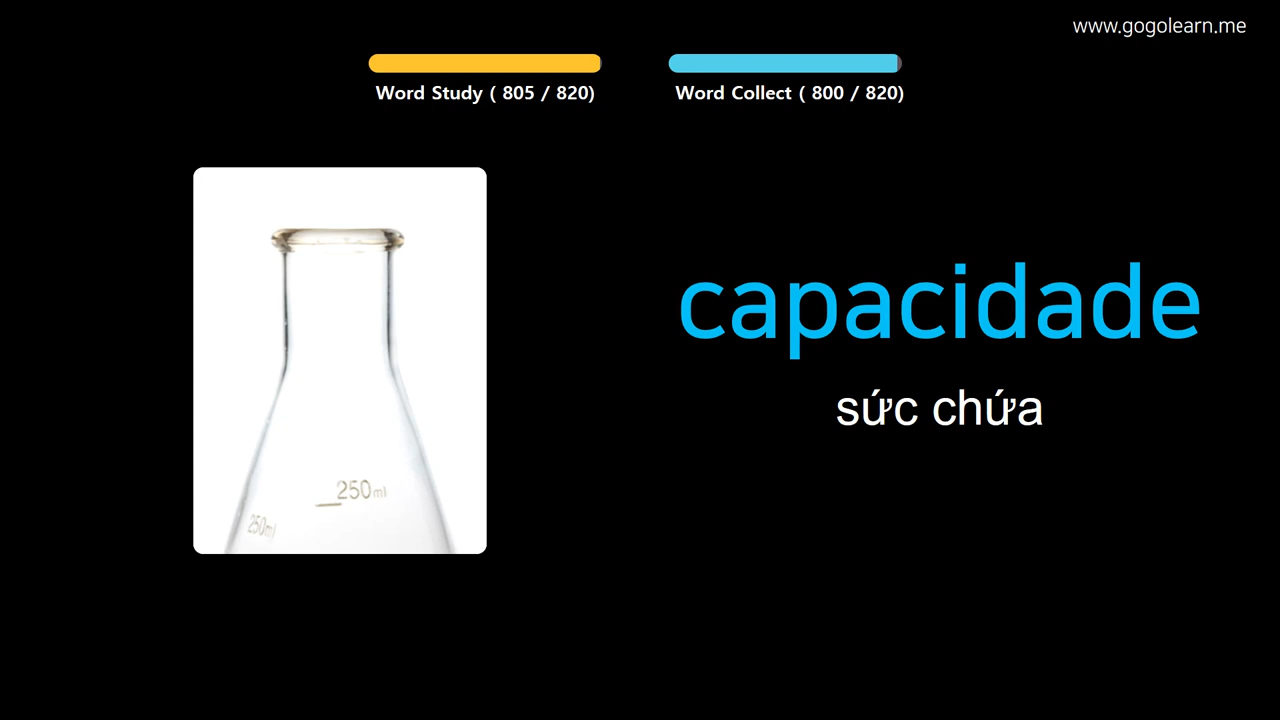 www.gogolearn.me
Word Study ( 805 / 820)
Word Collect ( 800 / 820)
capacidade
sức chứa
250ml
250ml